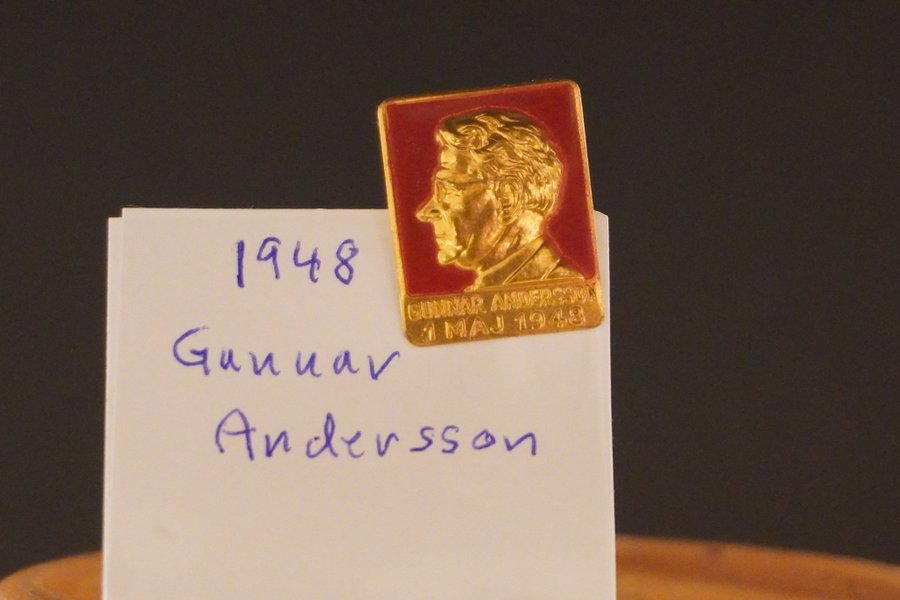 1948
Gunnar
Andersson
GUNNAR ANDERSSON
1 MAJ 1948